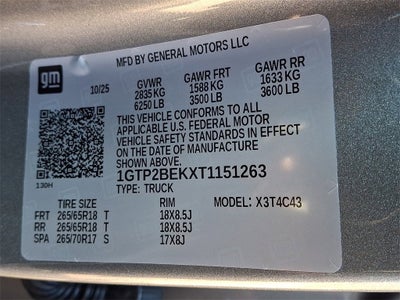 gm
MFD BY GENERAL MOTORS LLC
10/25 GVWR GAWR FRT GAWR RR
2835 KG 1588 KG 1633 KG
6250 LB 3500 LB 3600 LB
THIS VEHICLE CONFORMS TO ALL
APPLICABLE U.S. FEDERAL MOTOR
VEHICLE SAFETY STANDARDS IN EFFECT
ON THE DATE OF MANUFACTURE
SHOWN ABOVE.
1GTP2BEKXT1151263
13DH TYPE: TRUCK
TIRE SIZE RIM MODEL: X3T4C43
FRT 265/65R18 T 18X8.5J
RR 265/65R18 T 18X8.5J
SPA 265/70R17 S 17X8J